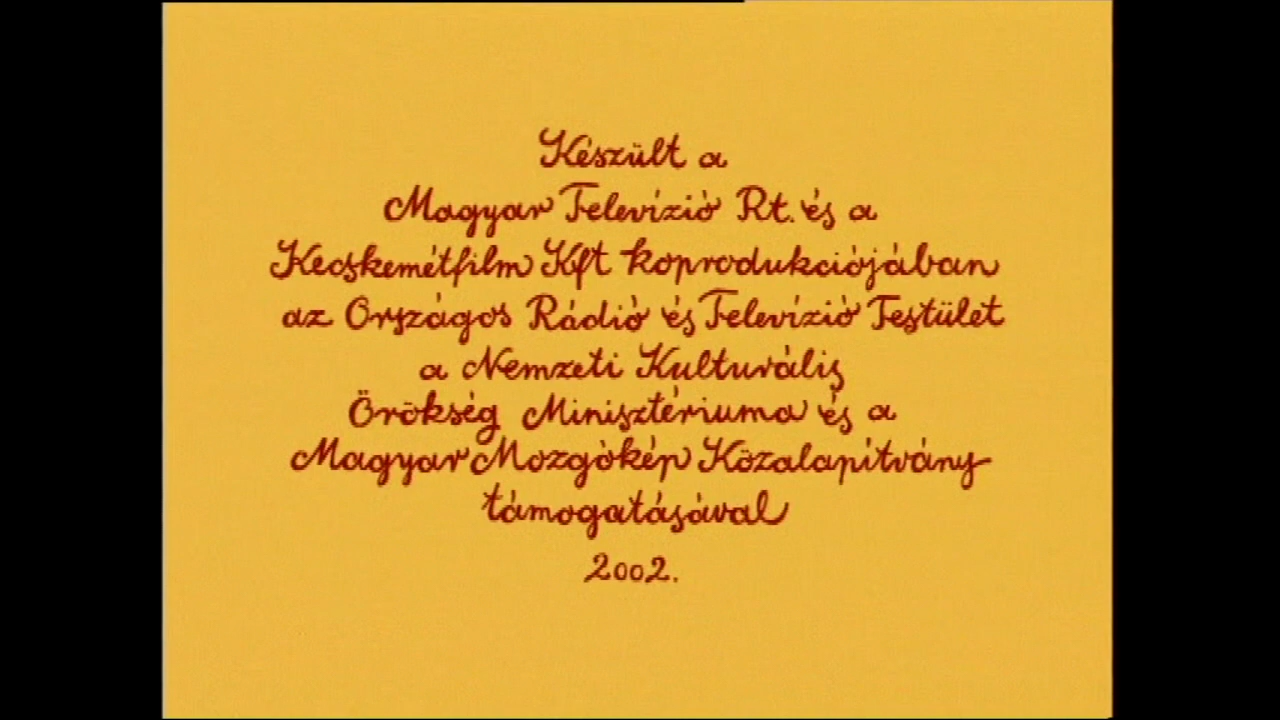 Készült a
Magyar Televízió Rt. és a
Kecskemétfilm Kft koprodukciójában
az Országos Rádió és Televízió Testület
a Nemzeti Kulturális
Örökség Minisztériuma és a
Magyar Mozgókép Közalapítvány
támogatásával
2002.